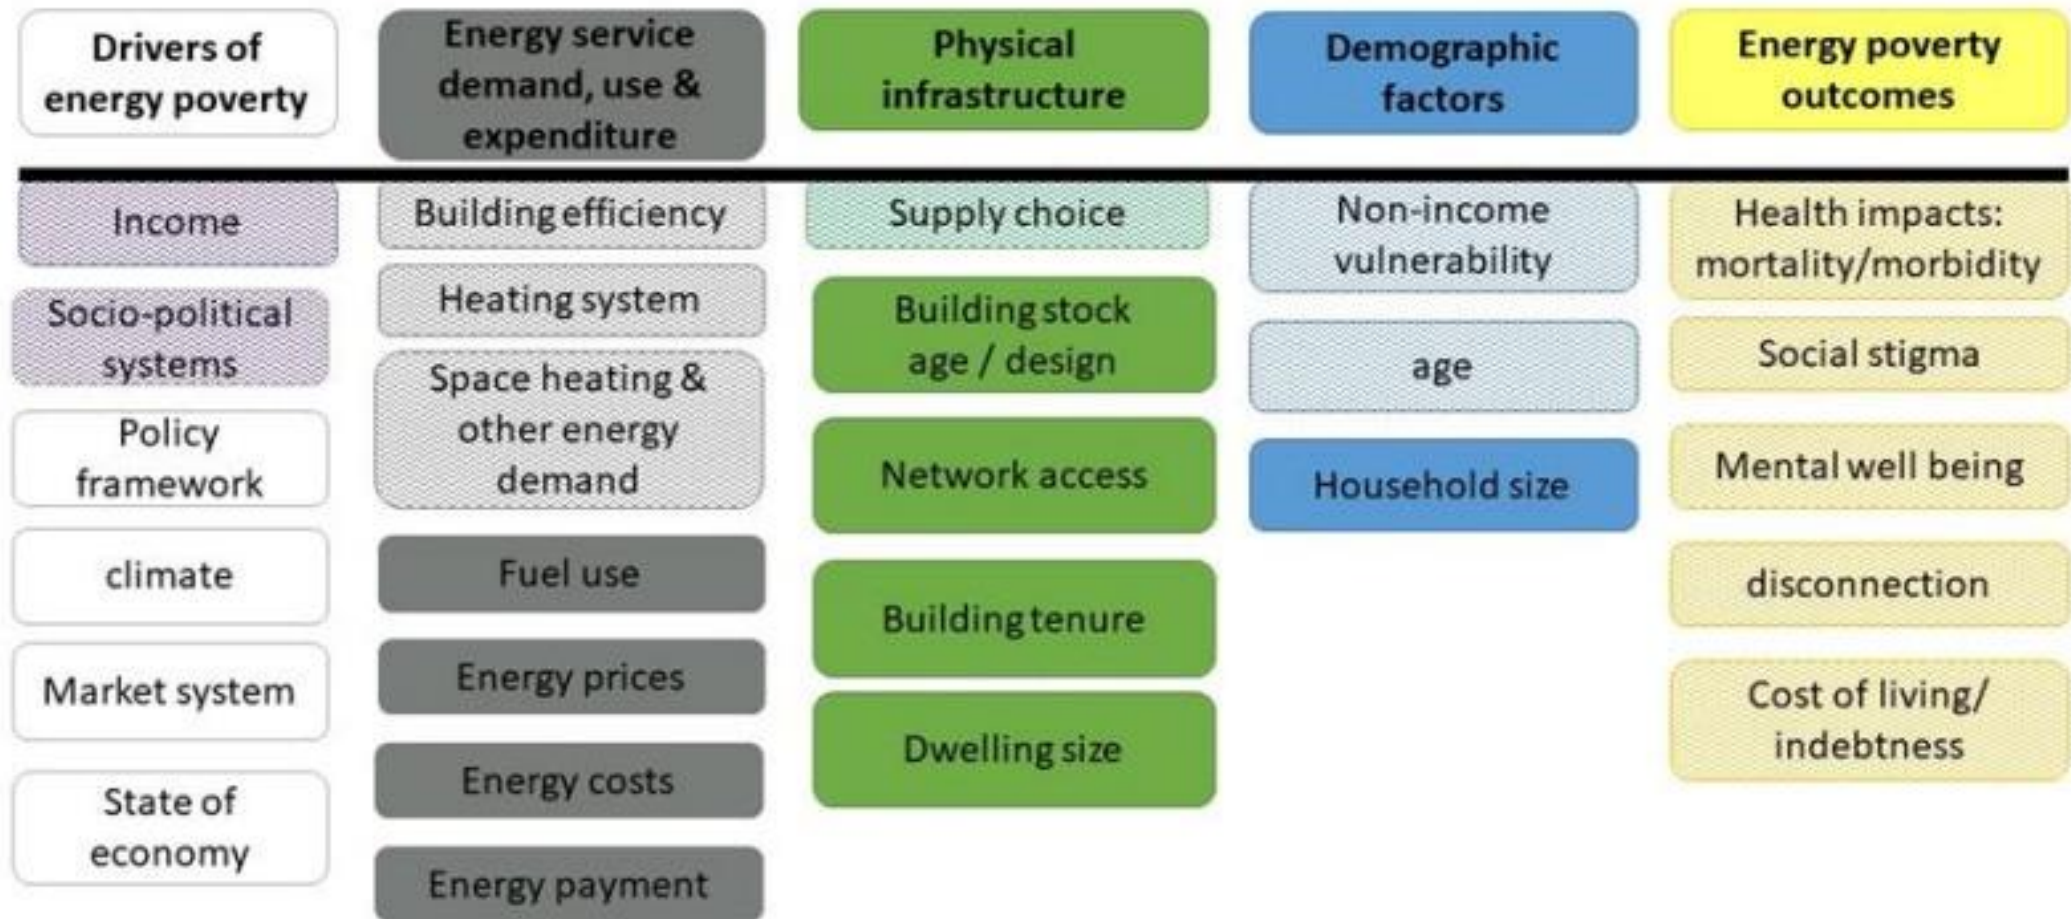 Drivers of
energy poverty
Energy service
demand, use &
expenditure
Physical
infrastructure
Demographic
factors
Energy poverty
outcomes
Income
Socio-political
systems
Policy
framework
climate
Market system
State of
economy
Building efficiency
Heating system
Space heating &
other energy
demand
Fuel use
Energy prices
Energy costs
Energy payment
Supply choice
Building stock
age / design
Network access
Building tenure
Dwelling size
Non-income
vulnerability
age
Household size
Health impacts:
mortality/morbidity
Social stigma
Mental well being
disconnection
Cost of living/
indebtness